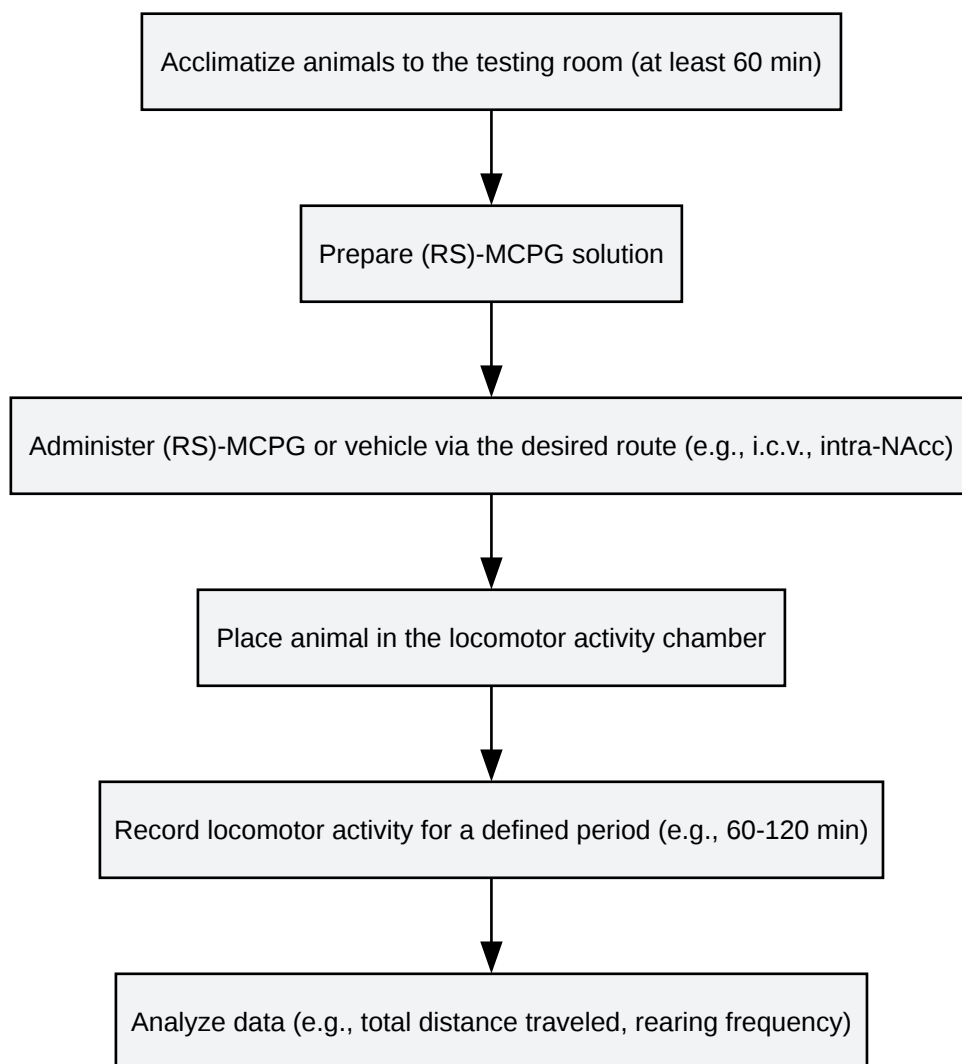 Acclimatize animals to the testing room (at least 60 min)
Prepare (RS)-MCPG solution
Administer (RS)-MCPG or vehicle via the desired route (e.g., i.c.v., intra-NAcc)
Place animal in the locomotor activity chamber
Record locomotor activity for a defined period (e.g., 60-120 min)
Analyze data (e.g., total distance traveled, rearing frequency)